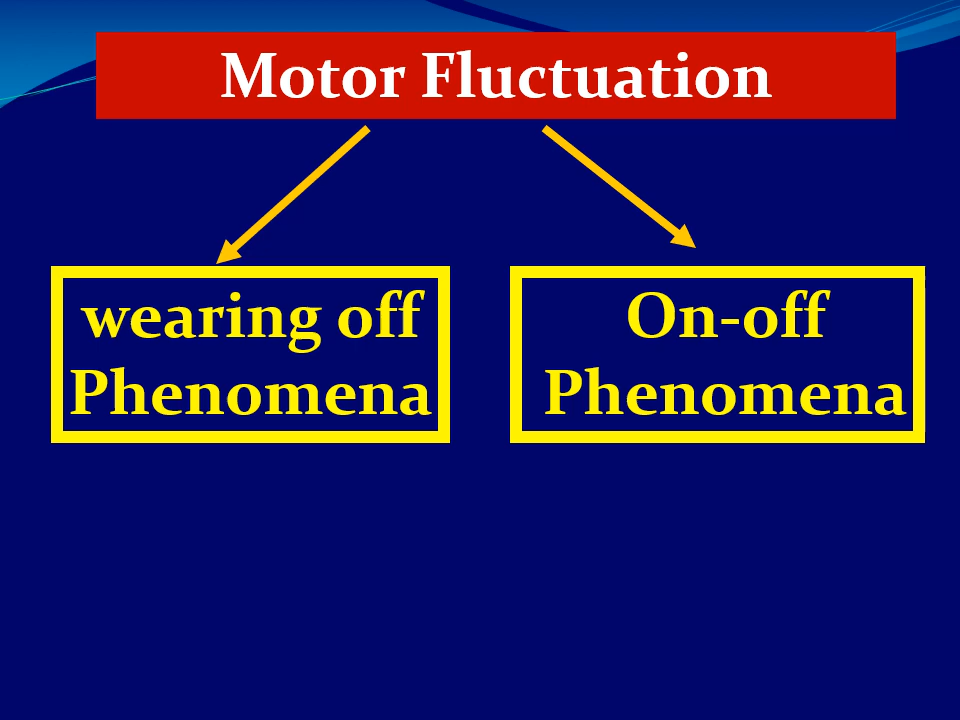 Motor Fluctuation
wearing off
Phenomena
On-off
Phenomena